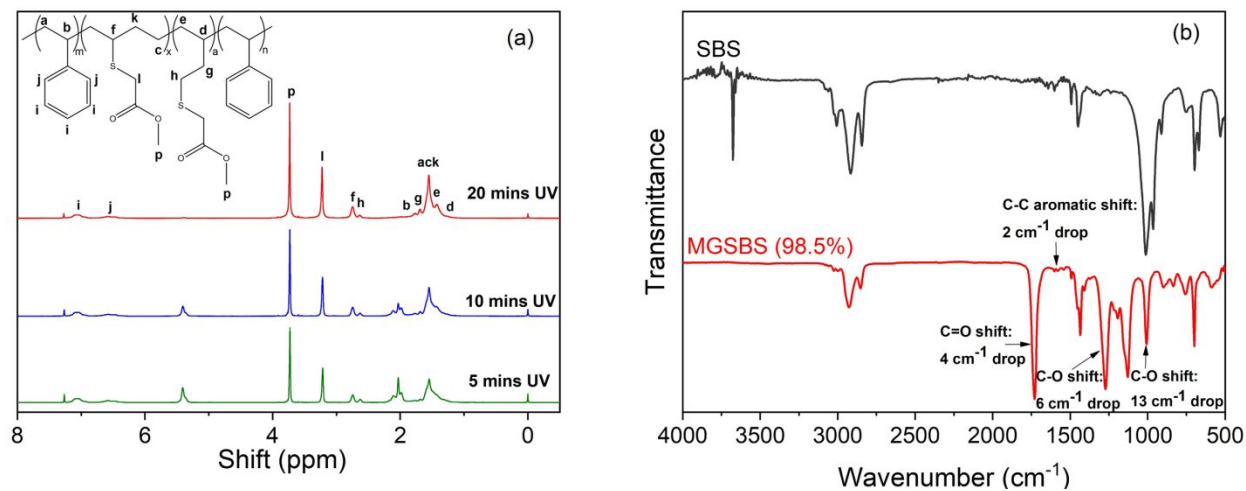 (a)
a
b
f
k
e
d
m
c
x
a
n
j
j
S
l
h
g
i
i
i
O
O
p
S
O
O
p
p
l
ack
f
h
b
g
e
d
i
j
20 mins UV
10 mins UV
5 mins UV
8
6
4
2
0
Shift (ppm)
(b)
SBS
Transmittance
C-C aromatic shift:
2 cm⁻¹ drop
MGSBS (98.5%)
C=O shift:
4 cm⁻¹ drop
C-O shift:
6 cm⁻¹ drop
C-O shift:
13 cm⁻¹ drop
4000
3500
3000
2500
2000
1500
1000
500
Wavenumber (cm⁻¹)